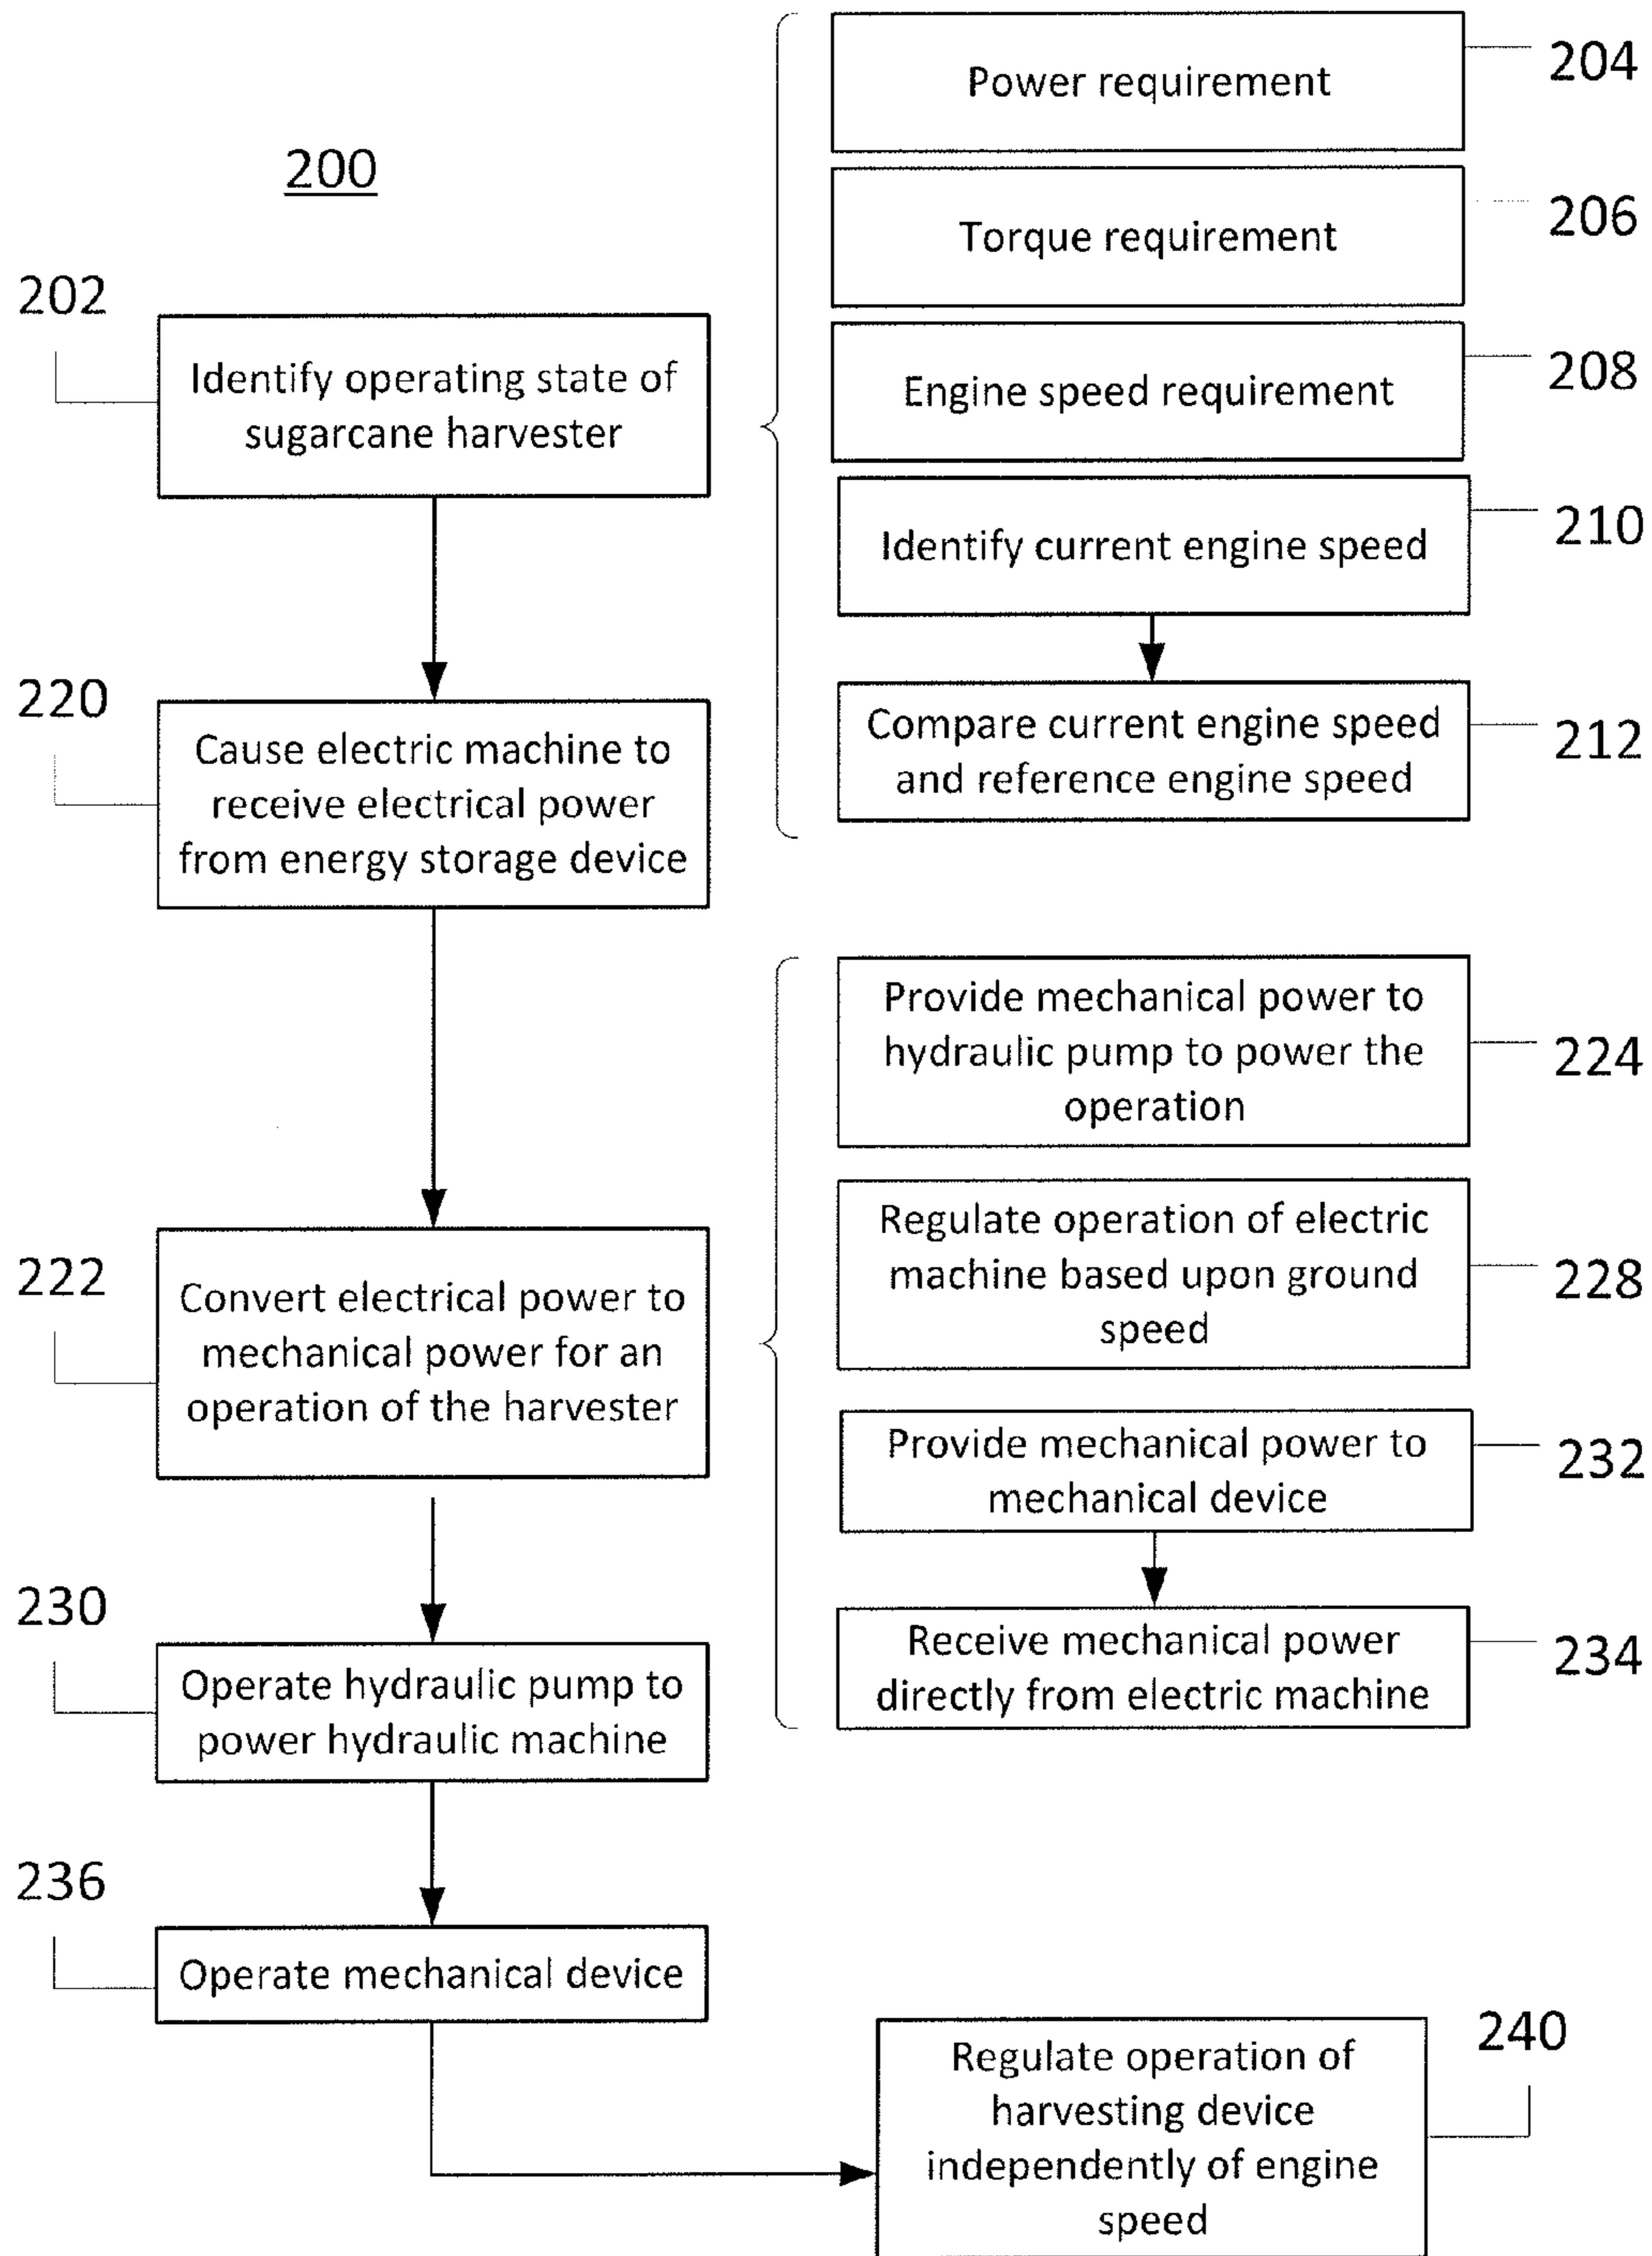 200
202
Identify operating state of
sugarcane harvester
Power requirement
204
Torque requirement
206
Engine speed requirement
208
Identify current engine speed
210
Compare current engine speed
and reference engine speed
212
220
Cause electric machine to
receive electrical power
from energy storage device
222
Convert electrical power to
mechanical power for an
operation of the harvester
Provide mechanical power to
hydraulic pump to power the
operation
224
Regulate operation of electric
machine based upon ground
speed
228
Provide mechanical power to
mechanical device
232
Receive mechanical power
directly from electric machine
234
230
Operate hydraulic pump to
power hydraulic machine
236
Operate mechanical device
Regulate operation of
harvesting device
independently of engine
speed
240